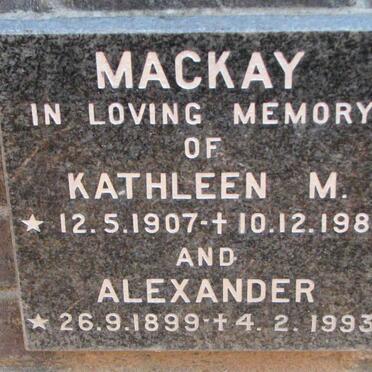 MACKAY
IN LOVING MEMORY
OF
KATHLEEN M.
★ 12.5.1907-✝ 10.12.198
AND
ALEXANDER
★ 26.9.1899-✝ 4. 2. 1993